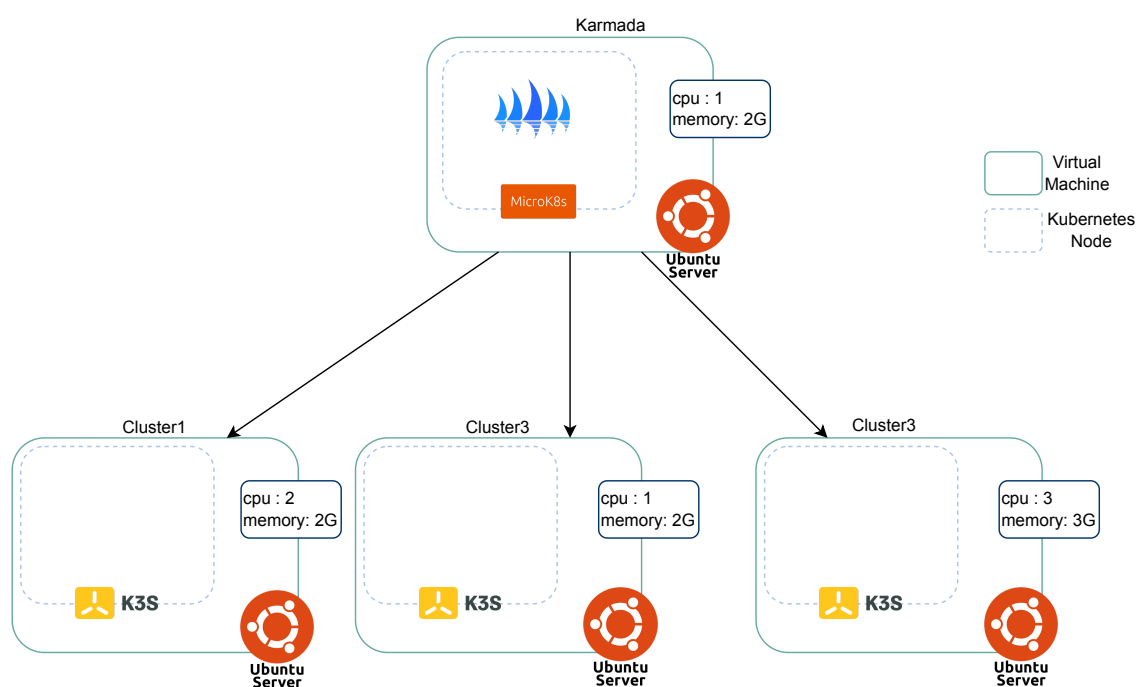 Karmada
cpu : 1
memory: 2G
MicroK8s
Ubuntu
Server
Virtual
Machine
Kubernetes
Node
Cluster1
cpu : 2
memory: 2G
K3S
Ubuntu
Server
Cluster3
cpu : 1
memory: 2G
K3S
Ubuntu
Server
Cluster3
cpu : 3
memory: 3G
K3S
Ubuntu
Server